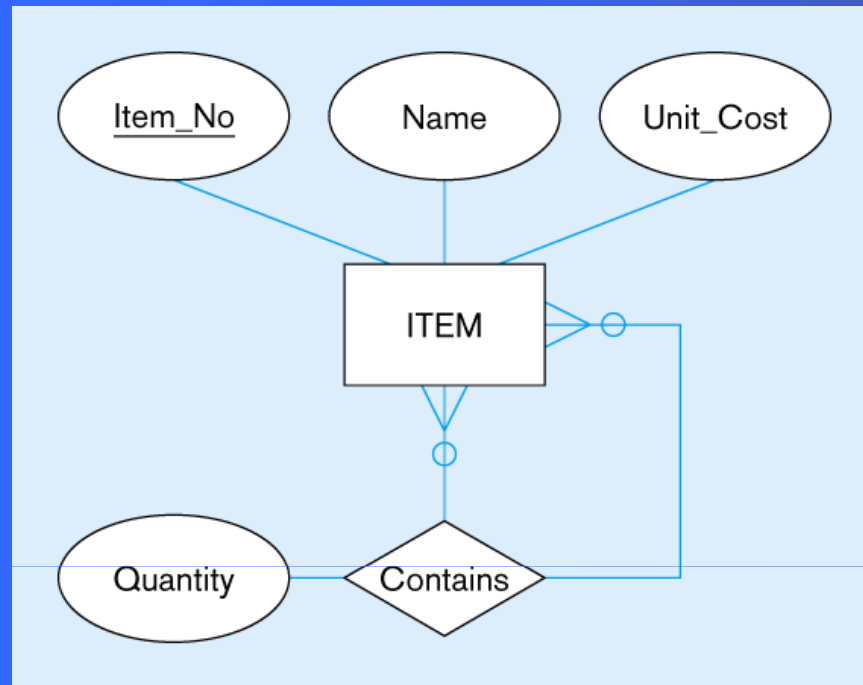 Item_No
Name
Unit_Cost
ITEM
Quantity
Contains